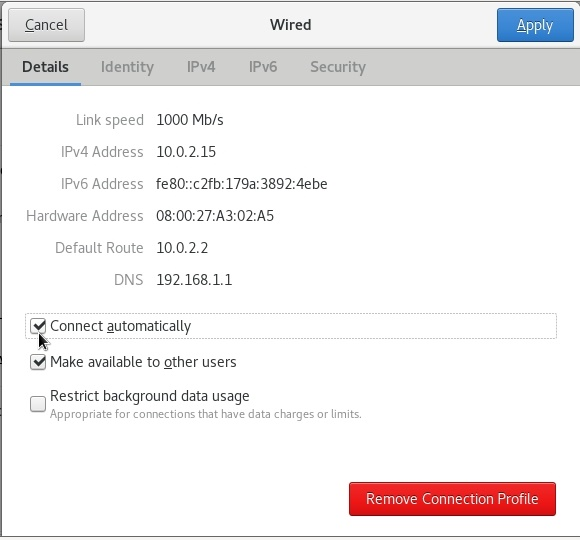 Cancel Wired Apply
Details Identity IPv4 IPv6 Security
Link speed 1000 Mb/s
IPv4 Address 10.0.2.15
IPv6 Address fe80::c2fb:179a:3892:4ebe
Hardware Address 08:00:27:A3:02:A5
Default Route 10.0.2.2
DNS 192.168.1.1
Connect automatically
Make available to other users
Restrict background data usage
Appropriate for connections that have data charges or limits.
Remove Connection Profile